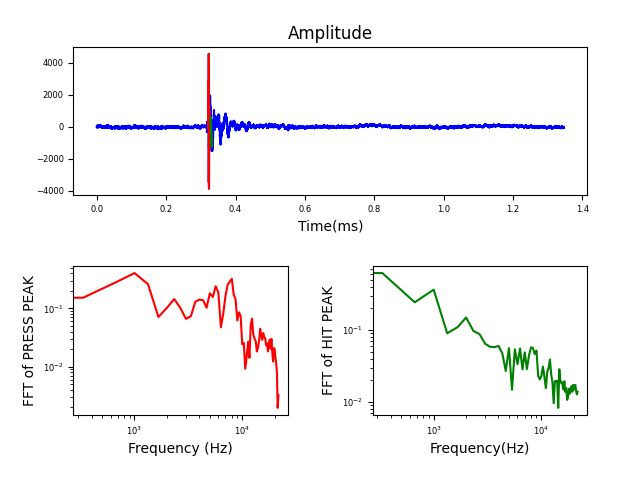 Amplitude
4000
2000
0
−2000
−4000
0.0 0.2 0.4 0.6 0.8 1.0 1.2 1.4
Time(ms)
FFT of PRESS PEAK
10⁻¹
10⁻²
10³ 10⁴
Frequency (Hz)
FFT of HIT PEAK
10⁻¹
10⁻²
10³ 10⁴
Frequency(Hz)